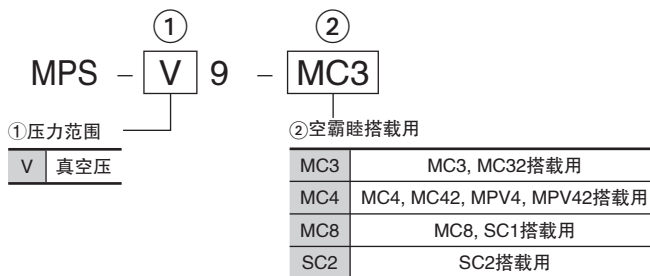 ① ②
MPS – V 9 – MC3
①压力范围
V 真空压
②空霸睦搭载用
MC3 MC3, MC32搭载用
MC4 MC4, MC42, MPV4, MPV42搭载用
MC8 MC8, SC1搭载用
SC2 SC2搭载用